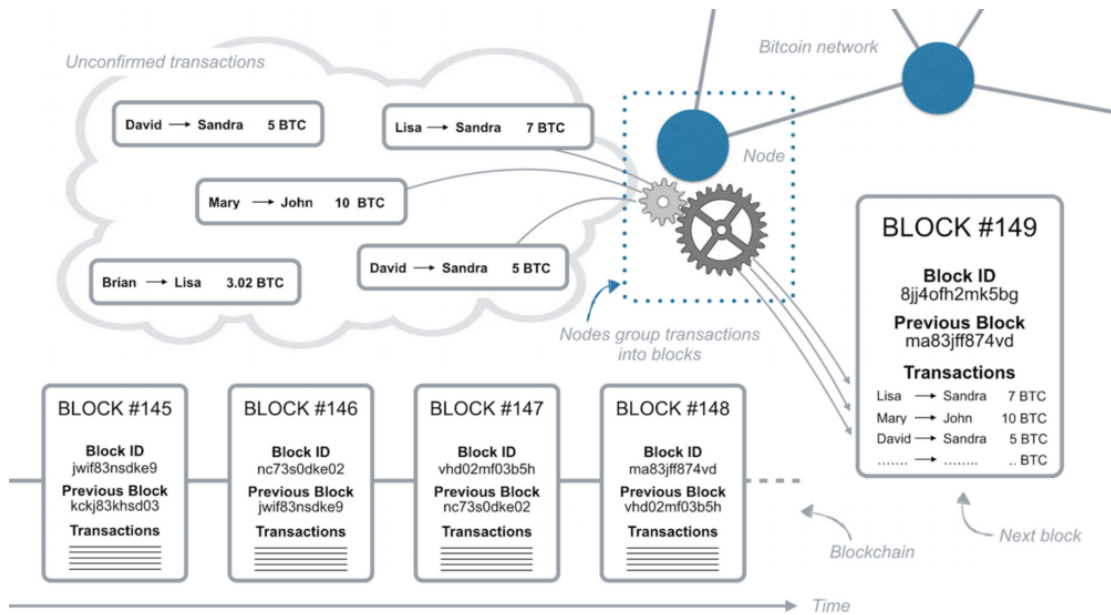 Unconfirmed transactions
Bitcoin network
David → Sandra 5 BTC
Lisa → Sandra 7 BTC
Node
Mary → John 10 BTC
David → Sandra 5 BTC
Brian → Lisa 3.02 BTC
Nodes group transactions
into blocks
BLOCK #149
Block ID
8jj4ofh2mk5bg
Previous Block
ma83jff874vd
Transactions
Lisa → Sandra 7 BTC
Mary → John 10 BTC
David → Sandra 5 BTC
....... → ........ .. BTC
Next block
BLOCK #145
Block ID
jwif83nsdke9
Previous Block
kckj83khsd03
Transactions
BLOCK #146
Block ID
nc73s0dke02
Previous Block
jwif83nsdke9
Transactions
BLOCK #147
Block ID
vhd02mf03b5h
Previous Block
nc73s0dke02
Transactions
BLOCK #148
Block ID
ma83jff874vd
Previous Block
vhd02mf03b5h
Transactions
Blockchain
Time